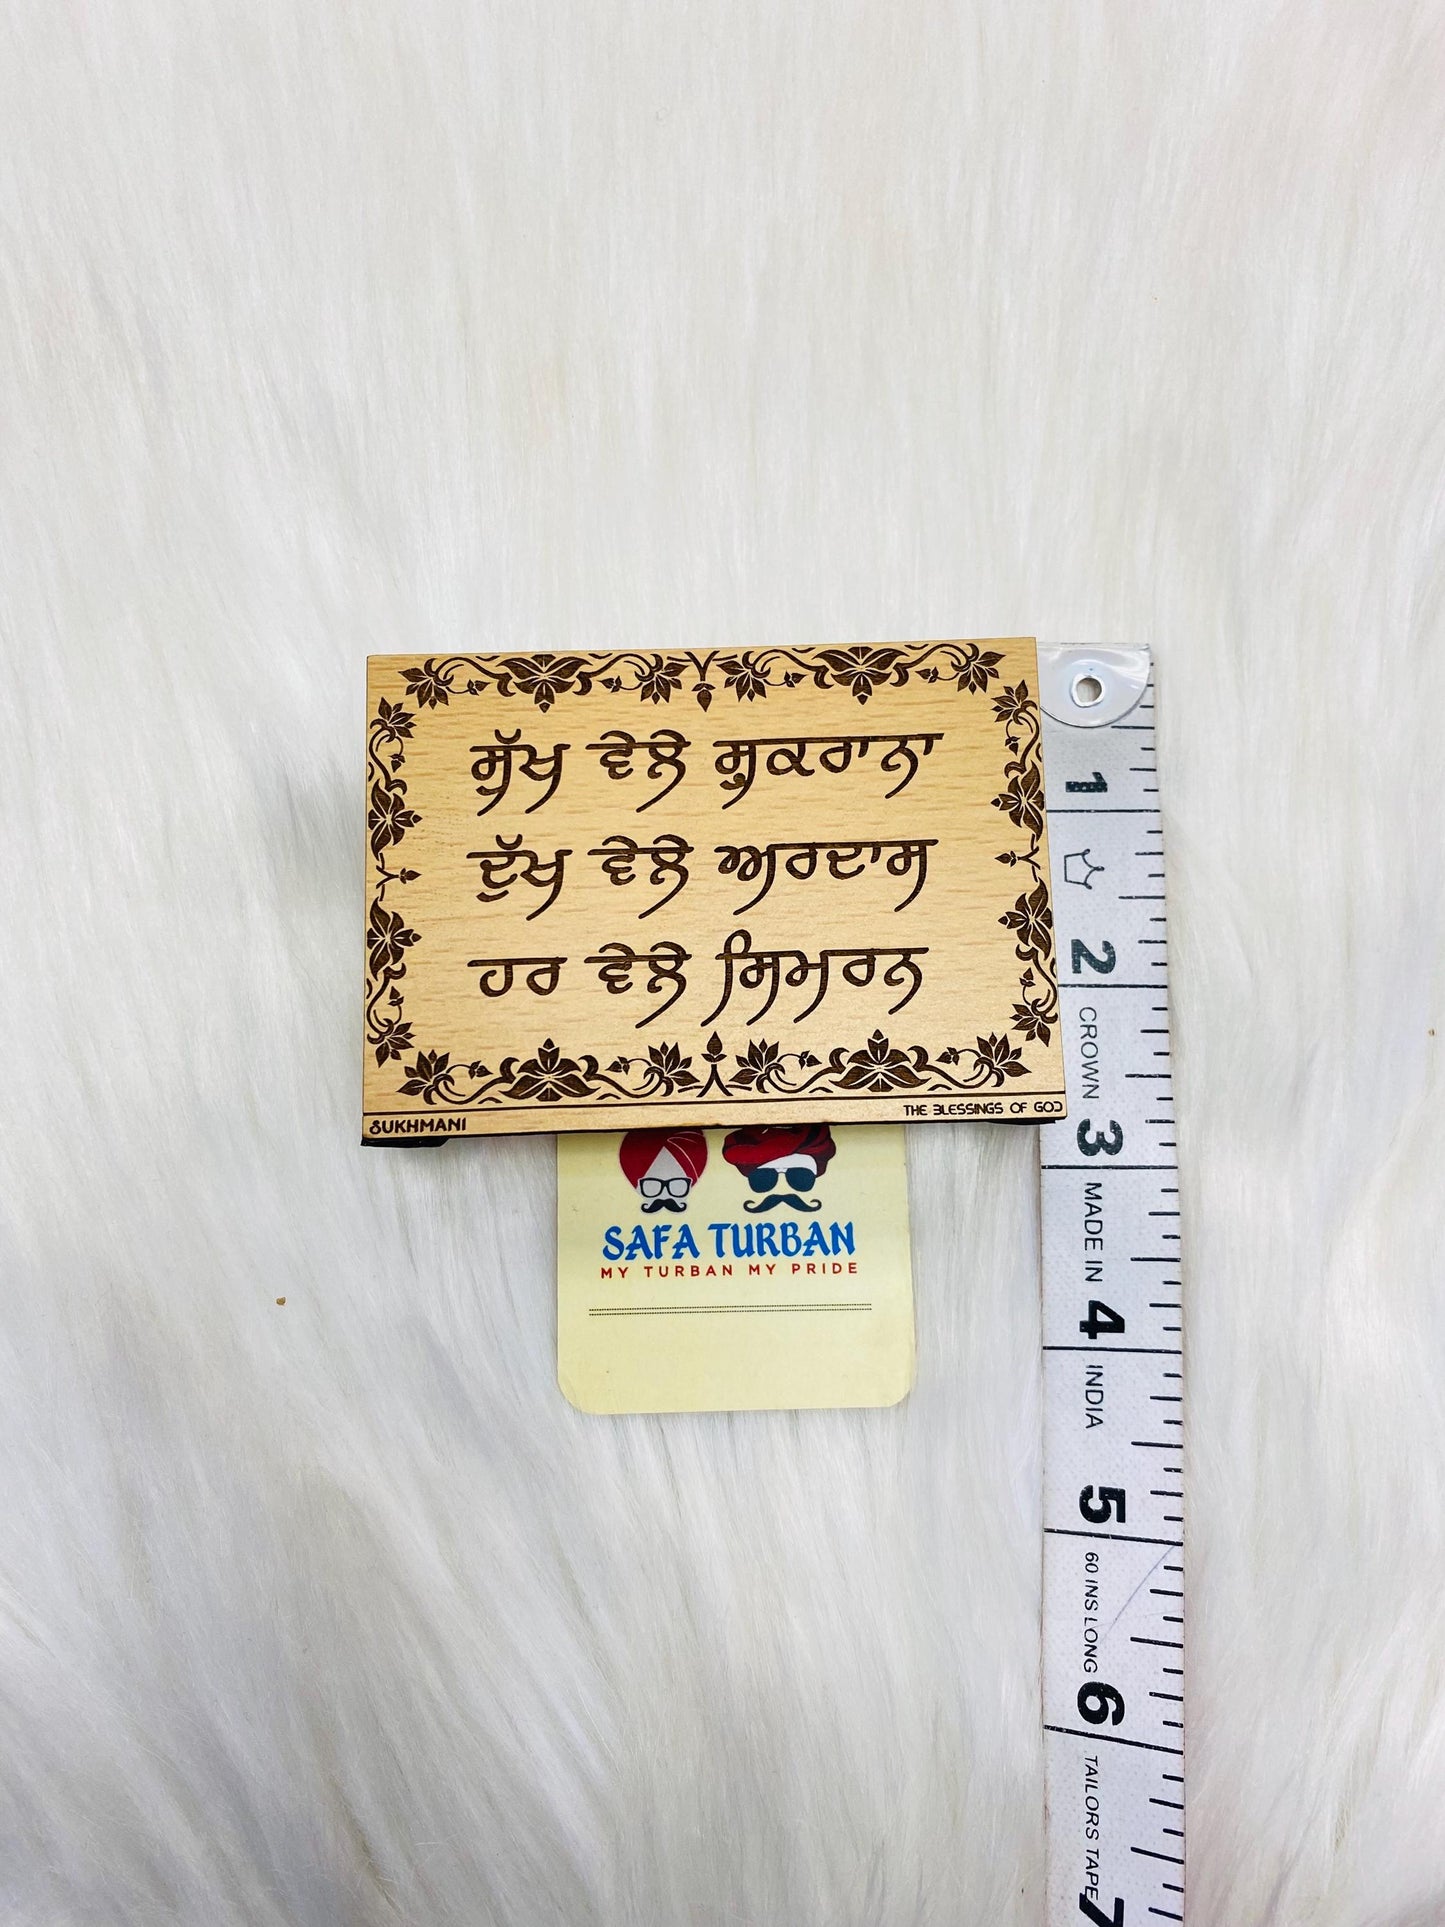 ਸੁੱਖ ਵੇਲੇ ਸ਼ੁਕਰਾਨਾ
ਦੁੱਖ ਵੇਲੇ ਅਰਦਾਸ
ਹਰ ਵੇਲੇ ਸਿਮਰਨ
SUKHMANI
THE BLESSINGS OF GOD
SAFA TURBAN
MY TURBAN MY PRIDE
1
2
CROWN
3
MADE IN
4
INDIA
5
60 INS LONG
6
TAILORS TAPE
7